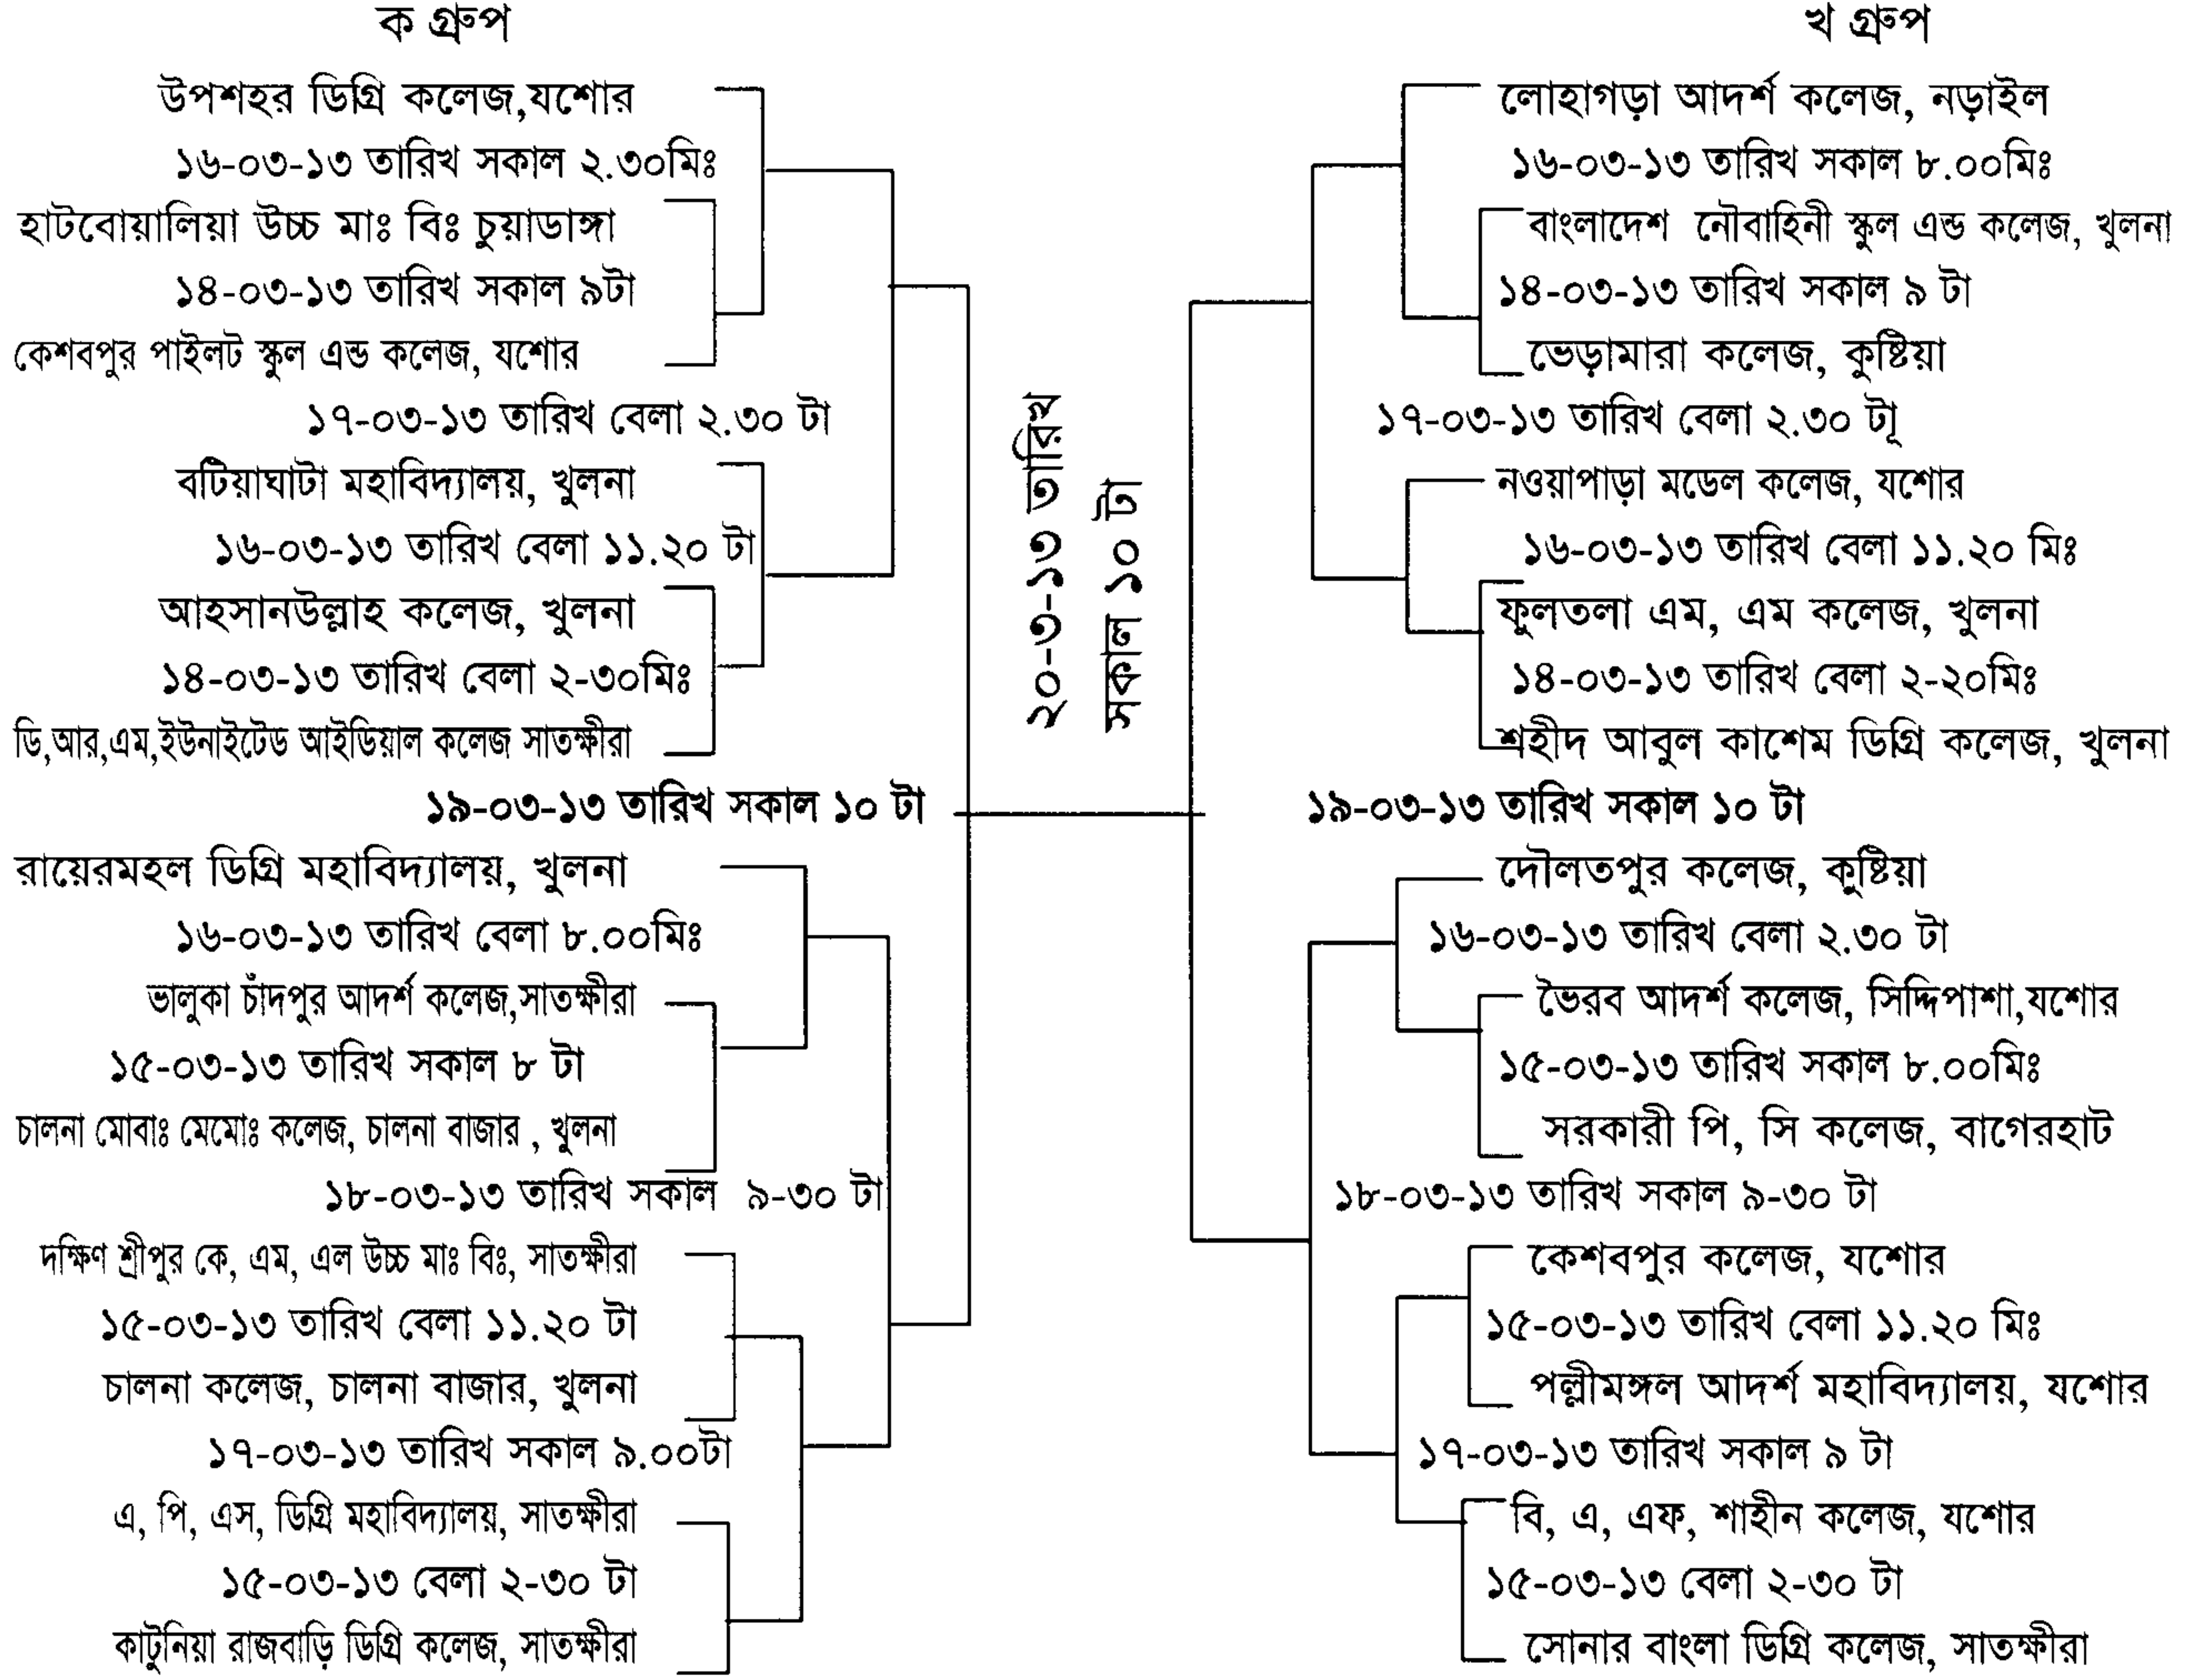 ক গ্রুপ
উপশহর ডিগ্রি কলেজ,যশোর
১৬-০৩-১৩ তারিখ সকাল ২.৩০মিঃ
হাটবোয়ালিয়া উচ্চ মাঃ বিঃ চুয়াডাঙ্গা
১৪-০৩-১৩ তারিখ সকাল ৯টা
কেশবপুর পাইলট স্কুল এন্ড কলেজ, যশোর
১৭-০৩-১৩ তারিখ বেলা ২.৩০ টা
বটিয়াঘাটা মহাবিদ্যালয়, খুলনা
১৬-০৩-১৩ তারিখ বেলা ১১.২০ টা
আহসানউল্লাহ কলেজ, খুলনা
১৪-০৩-১৩ তারিখ বেলা ২-৩০মিঃ
ডি,আর,এম,ইউনাইটেড আইডিয়াল কলেজ সাতক্ষীরা
১৯-০৩-১৩ তারিখ সকাল ১০ টা
রায়েরমহল ডিগ্রি মহাবিদ্যালয়, খুলনা
১৬-০৩-১৩ তারিখ বেলা ৮.০০মিঃ
ভালুকা চাঁদপুর আদর্শ কলেজ,সাতক্ষীরা
১৫-০৩-১৩ তারিখ সকাল ৮ টা
চালনা মোবাঃ মেমোঃ কলেজ, চালনা বাজার , খুলনা
১৮-০৩-১৩ তারিখ সকাল ৯-৩০ টা
দক্ষিণ শ্রীপুর কে, এম, এল উচ্চ মাঃ বিঃ, সাতক্ষীরা
১৫-০৩-১৩ তারিখ বেলা ১১.২০ টা
চালনা কলেজ, চালনা বাজার, খুলনা
১৭-০৩-১৩ তারিখ সকাল ৯.০০টা
এ, পি, এস, ডিগ্রি মহাবিদ্যালয়, সাতক্ষীরা
১৫-০৩-১৩ বেলা ২-৩০ টা
কাটুনিয়া রাজবাড়ি ডিগ্রি কলেজ, সাতক্ষীরা
২০-৩-১৩ তারিখ
সকাল ১০ টা
খ গ্রুপ
লোহাগড়া আদর্শ কলেজ, নড়াইল
১৬-০৩-১৩ তারিখ সকাল ৮.০০মিঃ
বাংলাদেশ নৌবাহিনী স্কুল এন্ড কলেজ, খুলনা
১৪-০৩-১৩ তারিখ সকাল ৯ টা
ভেড়ামারা কলেজ, কুষ্টিয়া
১৭-০৩-১৩ তারিখ বেলা ২.৩০ টূা
নওয়াপাড়া মডেল কলেজ, যশোর
১৬-০৩-১৩ তারিখ বেলা ১১.২০ মিঃ
ফুলতলা এম, এম কলেজ, খুলনা
১৪-০৩-১৩ তারিখ বেলা ২-২০মিঃ
শহীদ আবুল কাশেম ডিগ্রি কলেজ, খুলনা
১৯-০৩-১৩ তারিখ সকাল ১০ টা
দৌলতপুর কলেজ, কুষ্টিয়া
১৬-০৩-১৩ তারিখ বেলা ২.৩০ টা
ভৈরব আদর্শ কলেজ, সিদ্দিপাশা,যশোর
১৫-০৩-১৩ তারিখ সকাল ৮.০০মিঃ
সরকারী পি, সি কলেজ, বাগেরহাট
১৮-০৩-১৩ তারিখ সকাল ৯-৩০ টা
কেশবপুর কলেজ, যশোর
১৫-০৩-১৩ তারিখ বেলা ১১.২০ মিঃ
পল্লীমঙ্গল আদর্শ মহাবিদ্যালয়, যশোর
১৭-০৩-১৩ তারিখ সকাল ৯ টা
বি, এ, এফ, শাহীন কলেজ, যশোর
১৫-০৩-১৩ বেলা ২-৩০ টা
সোনার বাংলা ডিগ্রি কলেজ, সাতক্ষীরা